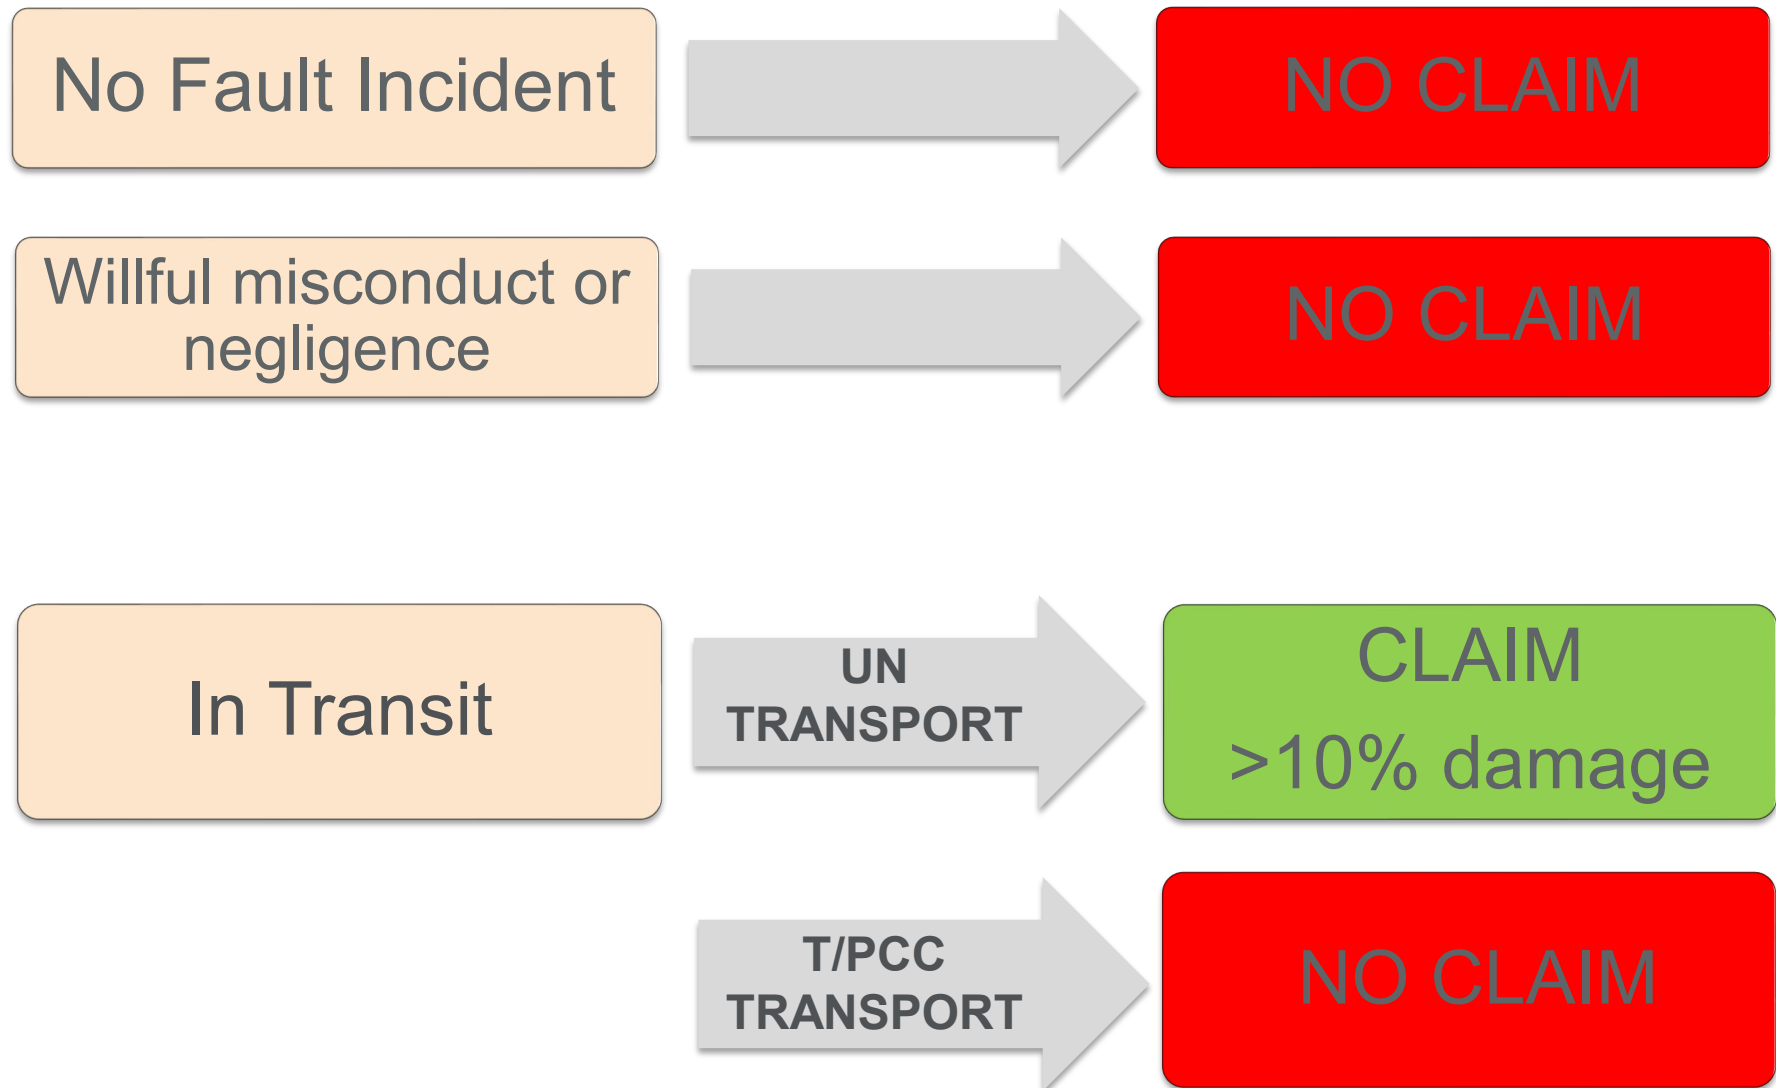 No Fault Incident
NO CLAIM
Willful misconduct or
negligence
NO CLAIM
In Transit
UN
TRANSPORT
CLAIM
>10% damage
T/PCC
TRANSPORT
NO CLAIM